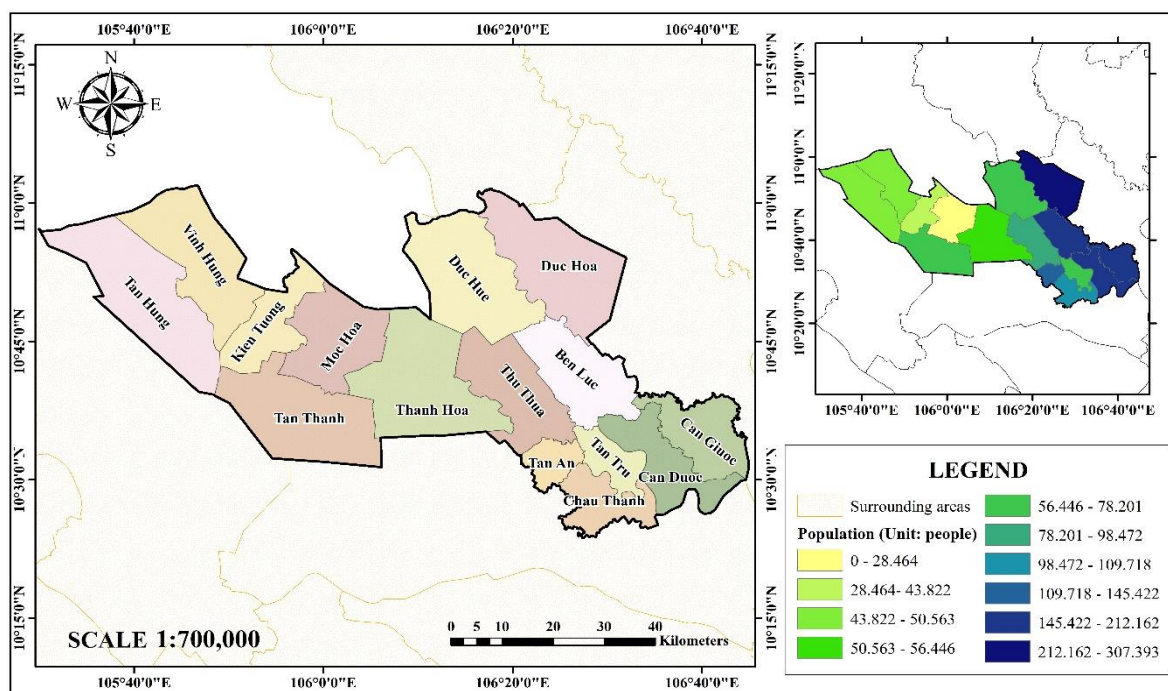 105°40'0"E 106°0'0"E 106°20'0"E 106°40'0"E
11°15'0"N
11°0'0"N
10°45'0"N
10°30'0"N
10°15'0"N
N
W E
S
Vinh Hung
Tan Hung
Kien Tuong
Moc Hoa
Tan Thanh
Thanh Hoa
Duc Hue
Duc Hoa
Thu Thua
Ben Luc
Tan An
Tan Tru
Chau Thanh
Can Duoc
Can Giuoc
SCALE 1:700,000
0 5 10 20 30 40
Kilometers
11°15'0"N
11°0'0"N
10°45'0"N
10°30'0"N
10°15'0"N
105°40'0"E 106°0'0"E 106°20'0"E 106°40'0"E
11°20'0"N
11°0'0"N
10°40'0"N
10°20'0"N
105°40'0"E 106°0'0"E 106°20'0"E 106°40'0"E
LEGEND
Surrounding areas
Population (Unit: people)
0 - 28.464
28.464- 43.822
43.822 - 50.563
50.563 - 56.446
56.446 - 78.201
78.201 - 98.472
98.472 - 109.718
109.718 - 145.422
145.422 - 212.162
212.162 - 307.393